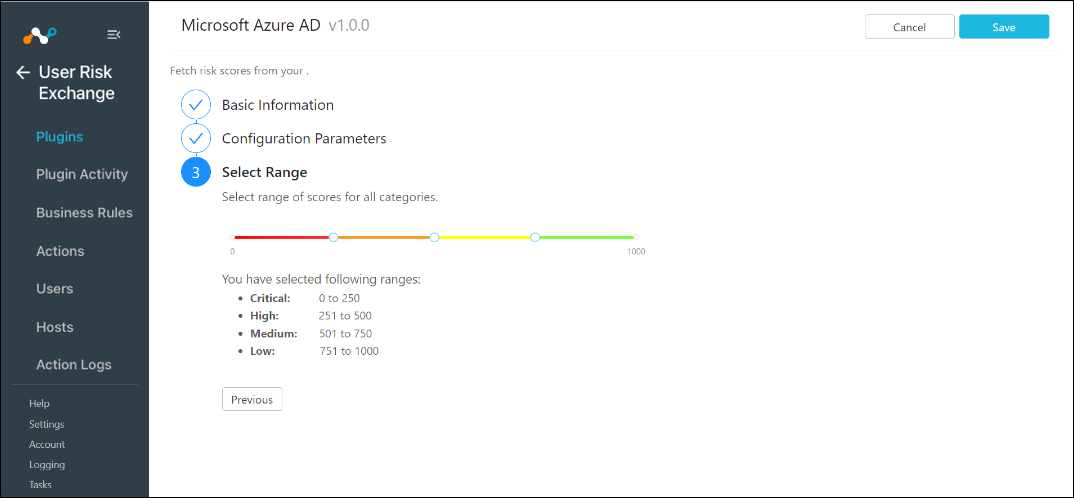 Microsoft Azure AD v1.0.0
Cancel
Save
User Risk
Exchange
Plugins
Plugin Activity
Business Rules
Actions
Users
Hosts
Action Logs
Help
Settings
Account
Logging
Tasks
Fetch risk scores from your .
Basic Information
Configuration Parameters
3 Select Range
Select range of scores for all categories.
0 1000
You have selected following ranges:
• Critical: 0 to 250
• High: 251 to 500
• Medium: 501 to 750
• Low: 751 to 1000
Previous